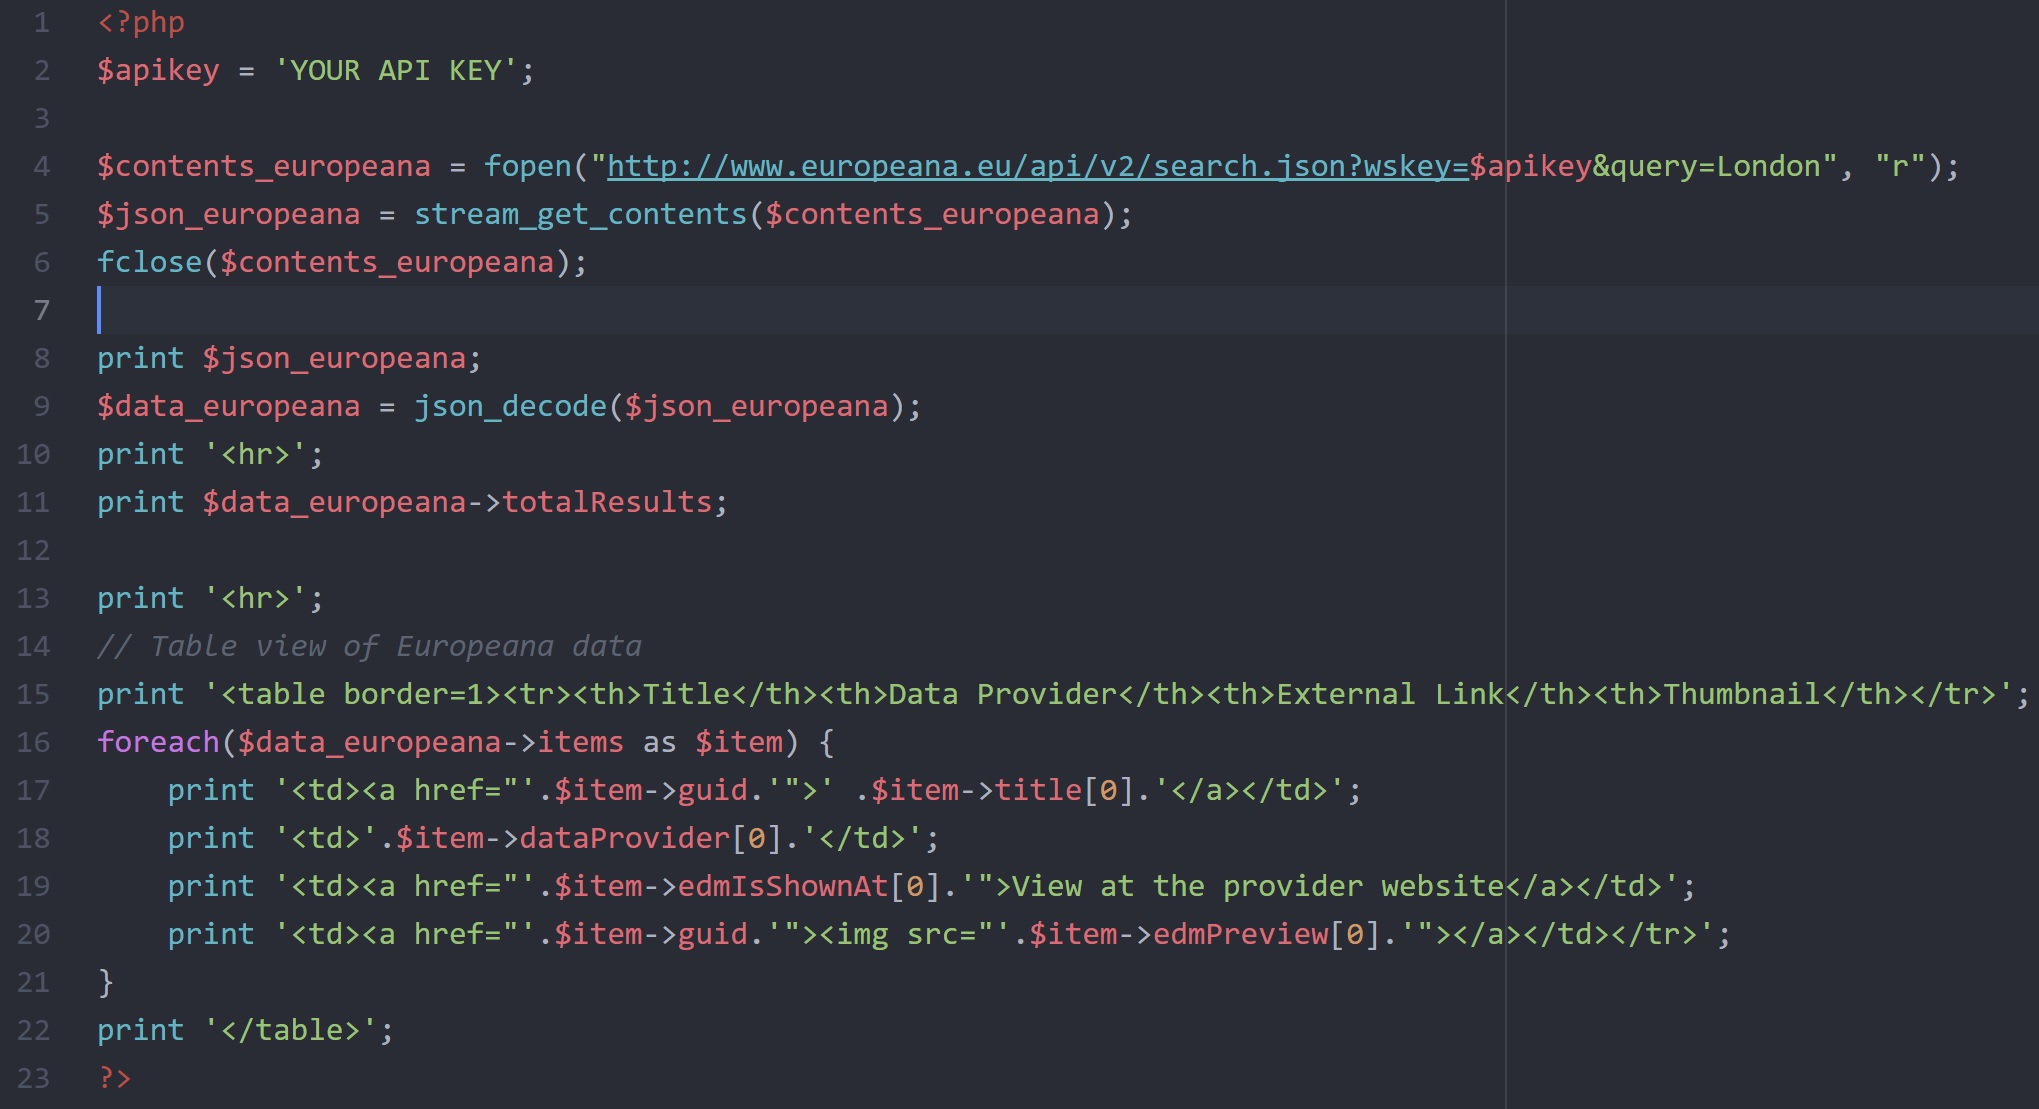 1 <?php
2 $apikey = 'YOUR API KEY';
3
4 $contents_europeana = fopen("http://www.europeana.eu/api/v2/search.json?wskey=$apikey&query=London", "r");
5 $json_europeana = stream_get_contents($contents_europeana);
6 fclose($contents_europeana);
7
8 print $json_europeana;
9 $data_europeana = json_decode($json_europeana);
10 print '<hr>';
11 print $data_europeana->totalResults;
12
13 print '<hr>';
14 // Table view of Europeana data
15 print '<table border=1><tr><th>Title</th><th>Data Provider</th><th>External Link</th><th>Thumbnail</th></tr>';
16 foreach($data_europeana->items as $item) {
17     print '<td><a href="'.$item->guid.'">' .$item->title[0].'</a></td>';
18     print '<td>'.$item->dataProvider[0].'</td>';
19     print '<td><a href="'.$item->edmIsShownAt[0].'">View at the provider website</a></td>';
20     print '<td><a href="'.$item->guid.'"><img src="'.$item->edmPreview[0].'"></a></td></tr>';
21 }
22 print '</table>';
23 ?>